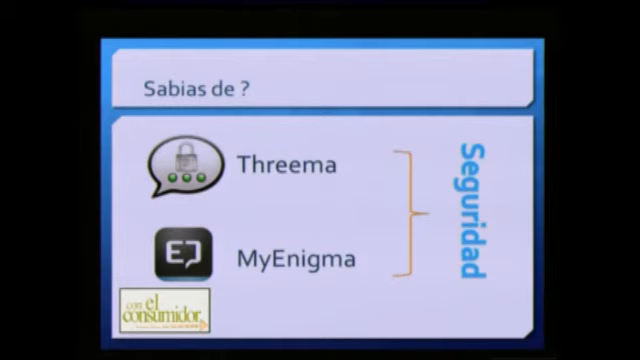 Sabias de ?
Threema
MyEnigma
Seguridad
con el
consumidor